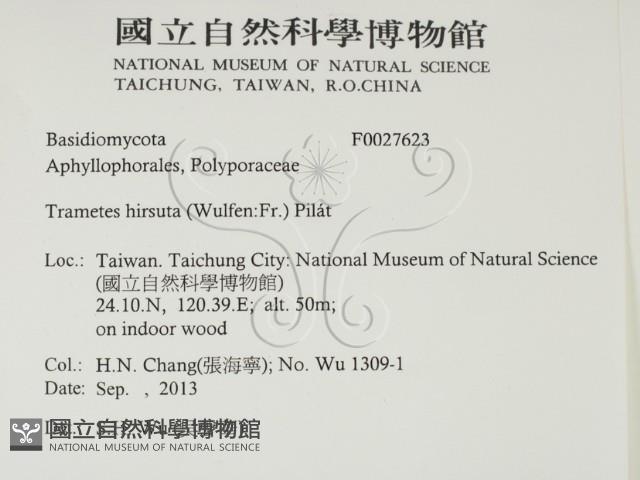 國立自然科學博物館
NATIONAL MUSEUM OF NATURAL SCIENCE
TAICHUNG, TAIWAN, R.O.CHINA
Basidiomycota F0027623
Aphyllophorales, Polyporaceae
Trametes hirsuta (Wulfen:Fr.) Pilát
Loc.: Taiwan. Taichung City: National Museum of Natural Science
(國立自然科學博物館)
24.10.N, 120.39.E; alt. 50m;
on indoor wood
Col.: H.N. Chang(張海寧); No. Wu 1309-1
Date: Sep. , 2013
國立自然科學博物館
NATIONAL MUSEUM OF NATURAL SCIENCE